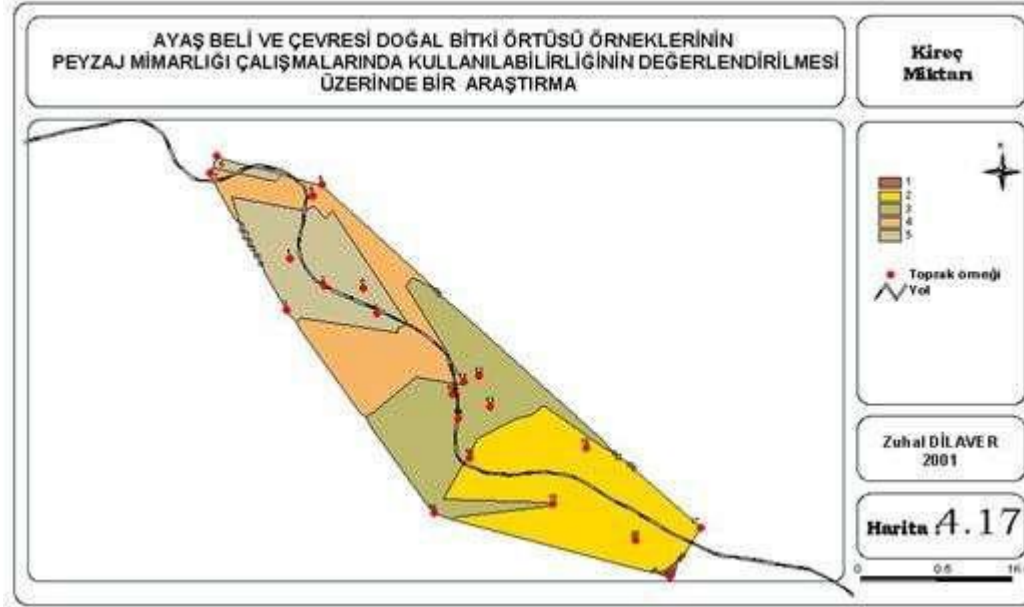 AYAŞ BELİ VE ÇEVRESİ DOĞAL BİTKİ ÖRTÜSÜ ÖRNEKLERİNİN
PEYZAJ MİMARLIĞI ÇALIŞMALARINDA KULLANILABİLİRLİĞİNİN DEĞERLENDİRİLMESİ
ÜZERİNDE BİR ARAŞTIRMA
Kireç
Miktarı
1
2
3
4
5
Toprak örneği
Yol
Zuhal DİLAVER
2001
Harita :4.17
0 0.5